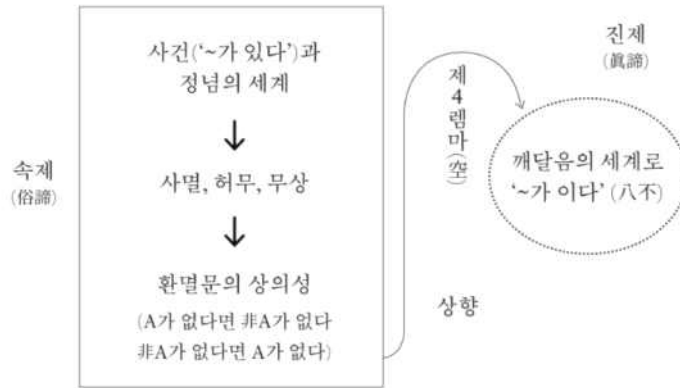 속제
(俗諦)
사건(‘~가 있다’)과
정념의 세계
사멸, 허무, 무상
환멸문의 상의성
(A가 없다면 非A가 없다
非A가 없다면 A가 없다)
제4렘마(空)
상향
진제
(眞諦)
깨달음의 세계로
‘~가 이다’ (八不)